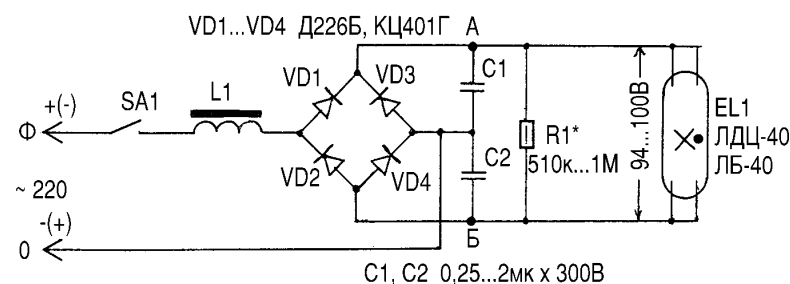 VD1...VD4 Д226Б, КЦ401Г
А
+(-)
SA1
L1
VD1
VD3
C1
Ф
R1*
510к...1М
94...100В
EL1
ЛДЦ-40
ЛБ-40
VD2
VD4
C2
~ 220
-(+)
0
Б
C1, C2 0,25...2мк x 300В